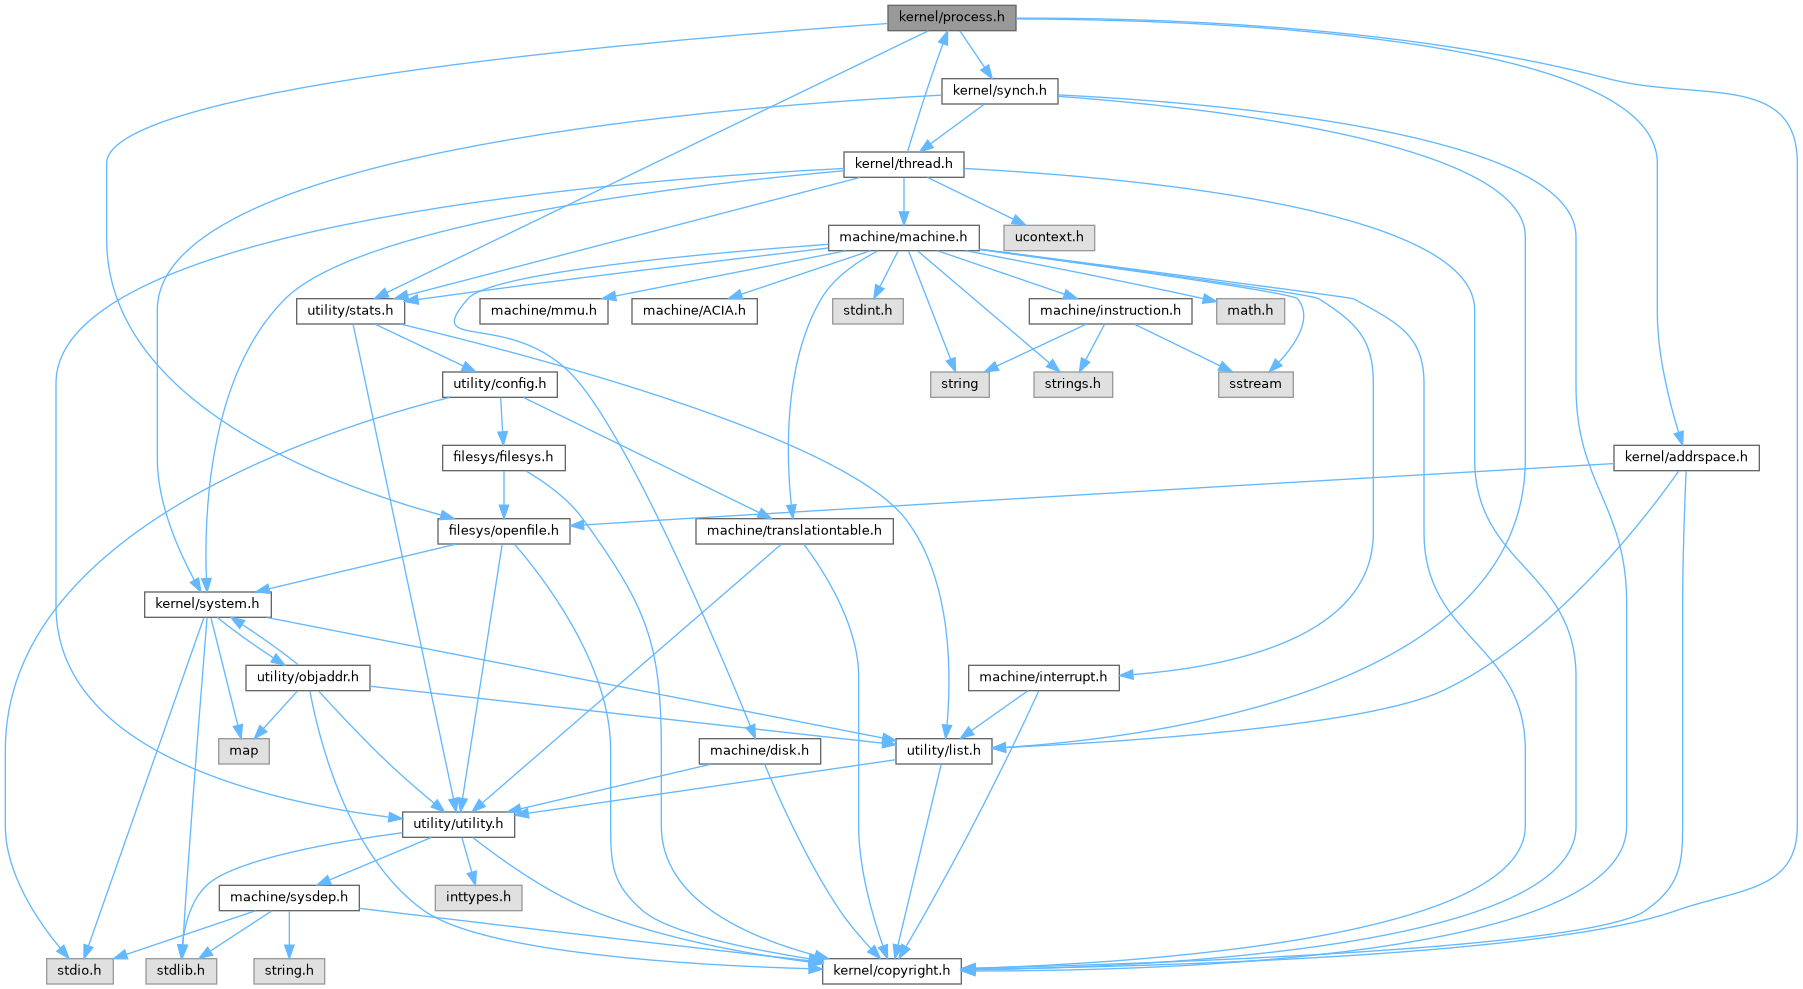 kernel/process.h
kernel/synch.h
kernel/thread.h
machine/machine.h
ucontext.h
utility/stats.h
machine/mmu.h
machine/ACIA.h
stdint.h
machine/instruction.h
math.h
utility/config.h
string
strings.h
sstream
filesys/filesys.h
kernel/addrspace.h
filesys/openfile.h
machine/translationtable.h
kernel/system.h
utility/objaddr.h
machine/interrupt.h
map
machine/disk.h
utility/list.h
utility/utility.h
machine/sysdep.h
inttypes.h
stdio.h
stdlib.h
string.h
kernel/copyright.h